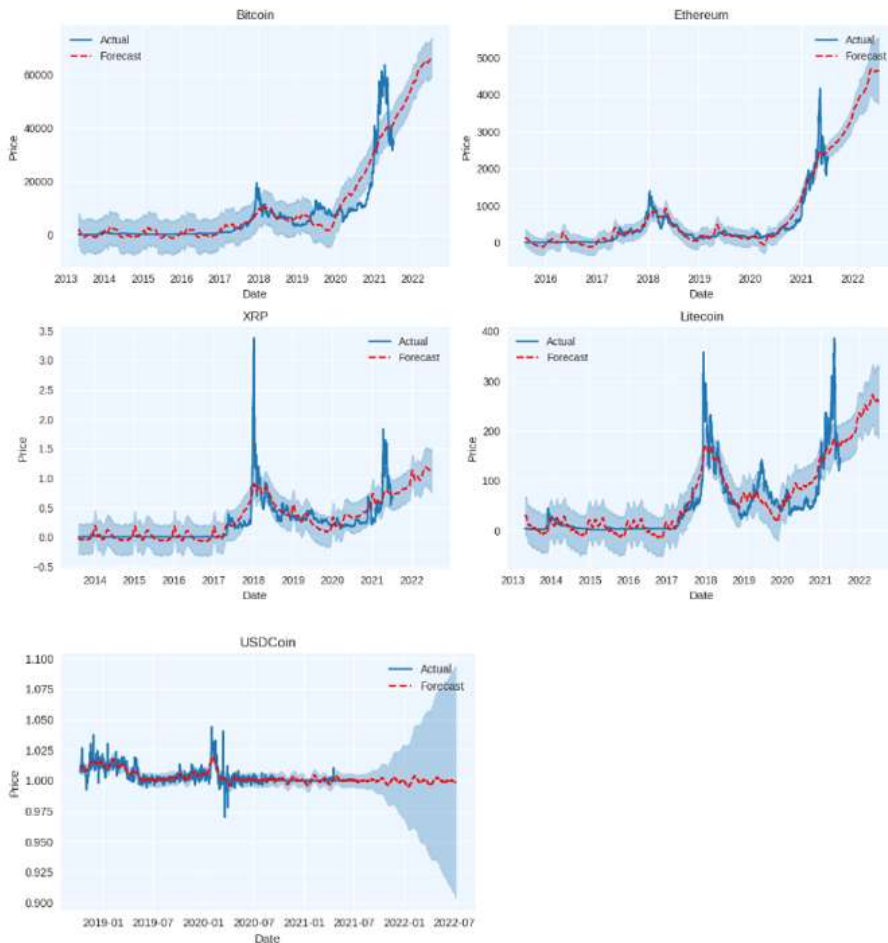 Bitcoin
Actual
Forecast
60000
40000
20000
0
Price
2013 2014 2015 2016 2017 2018 2019 2020 2021 2022
Date
Ethereum
Actual
Forecast
5000
4000
3000
2000
1000
0
Price
2016 2017 2018 2019 2020 2021 2022
Date
XRP
Actual
Forecast
3.5
3.0
2.5
2.0
1.5
1.0
0.5
0.0
−0.5
Price
2014 2015 2016 2017 2018 2019 2020 2021 2022
Date
Litecoin
Actual
Forecast
400
300
200
100
0
Price
2013 2014 2015 2016 2017 2018 2019 2020 2021 2022
Date
USDCoin
Actual
Forecast
1.100
1.075
1.050
1.025
1.000
0.975
0.950
0.925
0.900
Price
2019-01 2019-07 2020-01 2020-07 2021-01 2021-07 2022-01 2022-07
Date